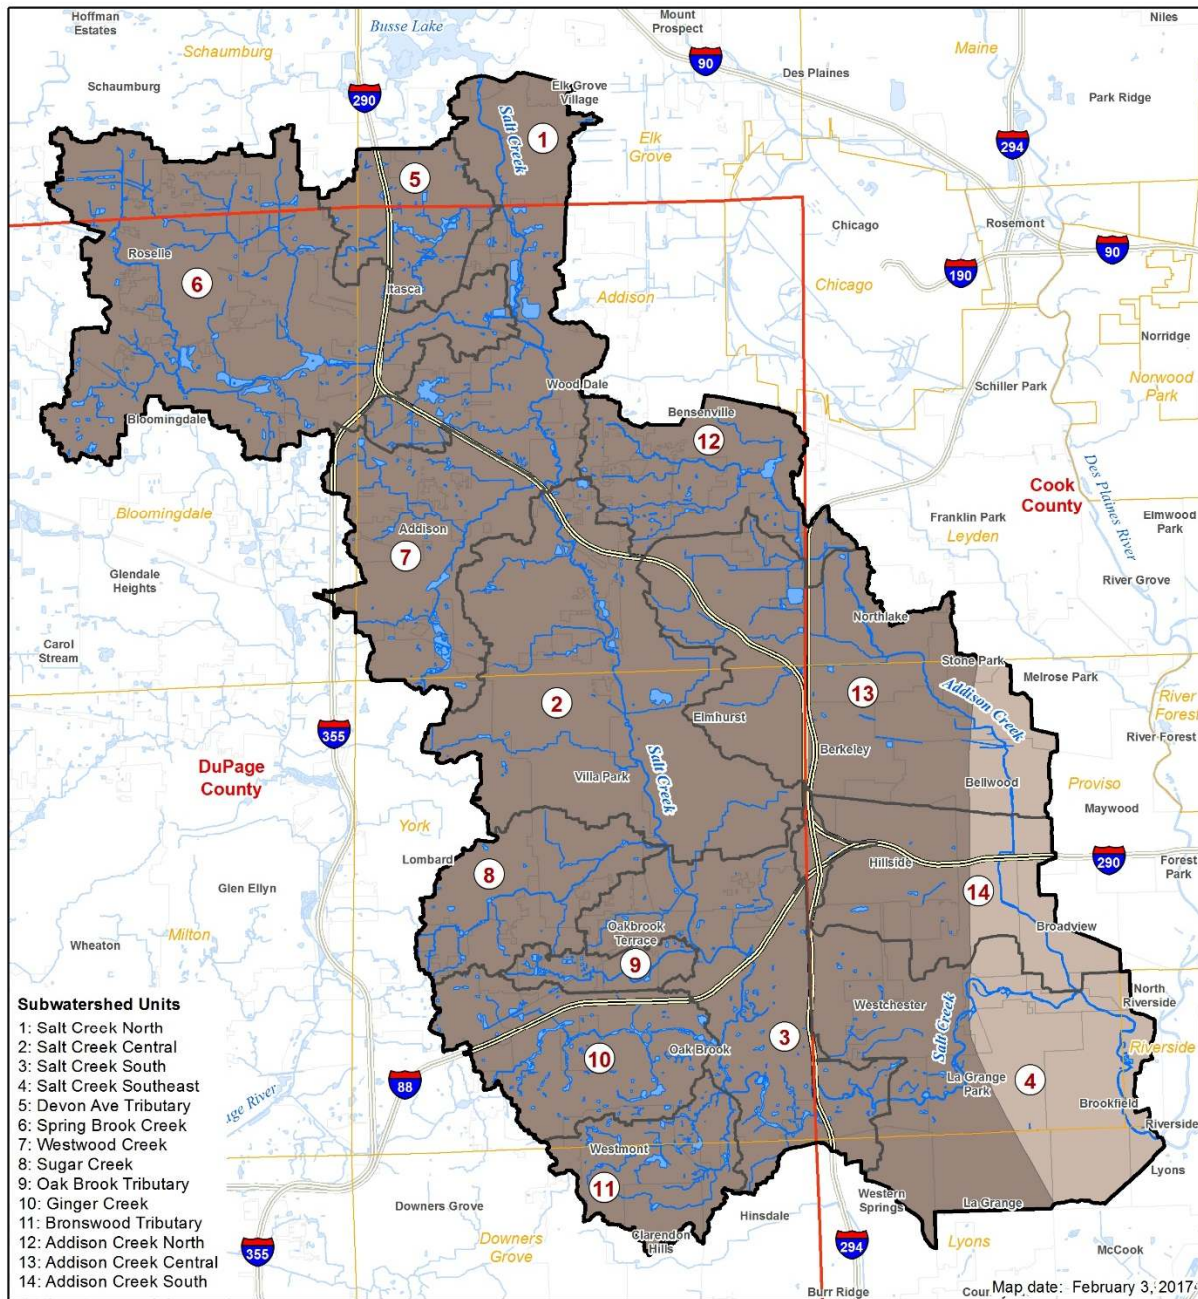 Hoffman
Estates
Busse Lake
Mount
Prospect
Niles
Schaumburg
Maine
90
Des Plaines
Schaumburg
290
Elk Grove
Village
Park Ridge
Salt Creek
1
Elk
Grove
294
5
Chicago
Rosemont
Roselle
90
6
190
Itasca
Addison
Chicago
Norridge
Schiller Park
Wood Dale
Norwood
Park
Bloomingdale
Bensenville
12
Des Plaines River
Cook
County
Bloomingdale
Addison
7
Franklin Park
Leyden
Elmwood
Park
Glendale
Heights
River Grove
Northlake
Carol
Stream
Stone Park
Melrose Park
2
13
Addison Creek
River
Forest
355
Elmhurst
River Forest
Berkeley
DuPage
County
Villa Park
Salt Creek
Bellwood
Proviso
Maywood
York
Lombard
8
Hillside
290
Forest
Park
Glen Ellyn
14
Oakbrook
Terrace
Broadview
Wheaton
Milton
9
North
Riverside
Westchester
3
Salt Creek
Riverside
10
Oak Brook
La Grange
Park
4
88
Brookfield
Riverside
age River
Westmont
Lyons
11
Downers Grove
Western
Springs
La Grange
Hinsdale
Clarendon
Hills
Downers
Grove
355
294
Lyons
McCook
Burr Ridge
Coun
Subwatershed Units
1: Salt Creek North
2: Salt Creek Central
3: Salt Creek South
4: Salt Creek Southeast
5: Devon Ave Tributary
6: Spring Brook Creek
7: Westwood Creek
8: Sugar Creek
9: Oak Brook Tributary
10: Ginger Creek
11: Bronswood Tributary
12: Addison Creek North
13: Addison Creek Central
14: Addison Creek South
Map date: February 3, 2017